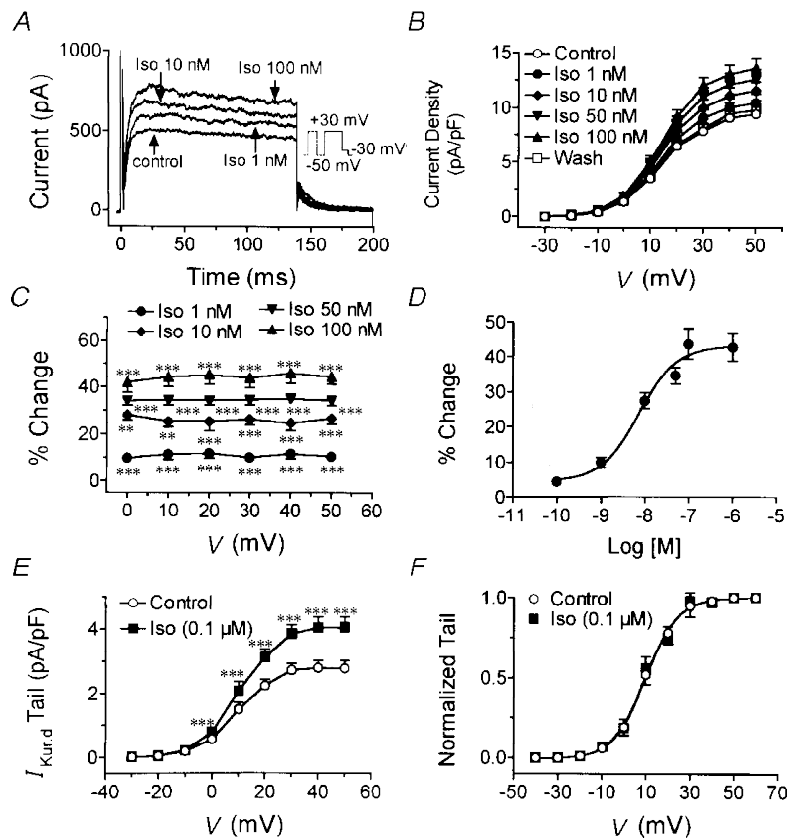 A
Current (pA)
1000
500
0
Iso 10 nM
Iso 100 nM
control
Iso 1 nM
+30 mV
-30 mV
-50 mV
0 50 100 150 200
Time (ms)
B
Current Density
(pA/pF)
15
10
5
0
Control
Iso 1 nM
Iso 10 nM
Iso 50 nM
Iso 100 nM
Wash
-30 -10 10 30 50
V (mV)
C
Iso 1 nM Iso 50 nM
Iso 10 nM Iso 100 nM
% Change
60
40
20
0
*** *** *** *** *** ***
*** *** *** *** *** ***
** ** *** *** *** ***
*** *** *** *** *** ***
0 10 20 30 40 50 60
V (mV)
D
% Change
50
40
30
20
10
0
-11 -10 -9 -8 -7 -6 -5
Log [M]
E
I Kur.d Tail (pA/pF)
Control
Iso (0.1 µM)
4
2
0
*** *** *** *** *** ***
-40 -20 0 20 40 60
V (mV)
F
Normalized Tail
Control
Iso (0.1 µM)
1.0
0.5
0.0
-50 -30 -10 10 30 50 70
V (mV)